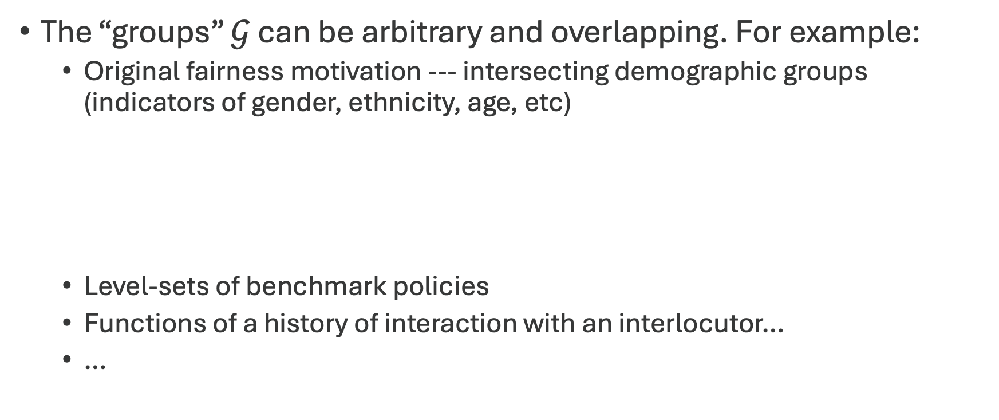 • The “groups” 𝒢 can be arbitrary and overlapping. For example:
• Original fairness motivation --- intersecting demographic groups
(indicators of gender, ethnicity, age, etc)
• Level-sets of benchmark policies
• Functions of a history of interaction with an interlocutor…
• …